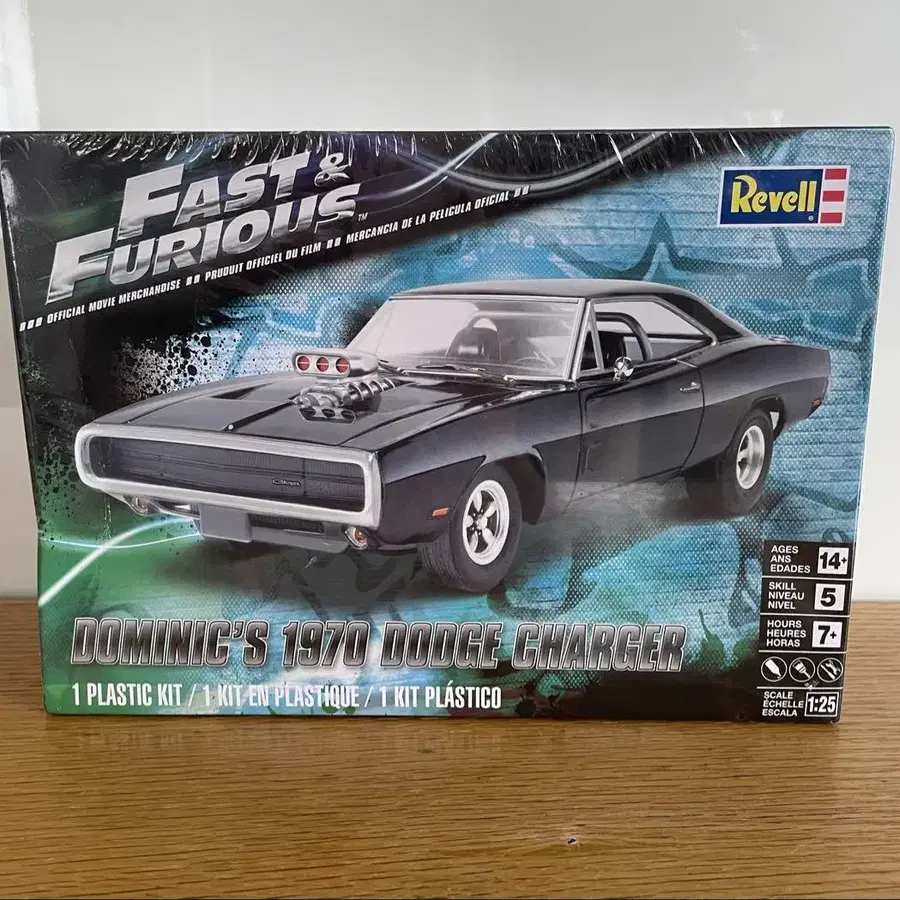 FAST &
FURIOUS™
▪▪▪ OFFICIAL MOVIE MERCHANDISE ▪▪ PRODUIT OFFICIEL DU FILM ▪▪ MERCANCIA DE LA PELICULA OFICIAL ▪▪
Revell
Charger
DOMINIC'S 1970 DODGE CHARGER
1 PLASTIC KIT / 1 KIT EN PLASTIQUE / 1 KIT PLÁSTICO
AGES
ANS
EDADES
14+
SKILL
NIVEAU
NIVEL
5
HOURS
HEURES
HORAS
7+
SCALE
ÉCHELLE
ESCALA
1:25